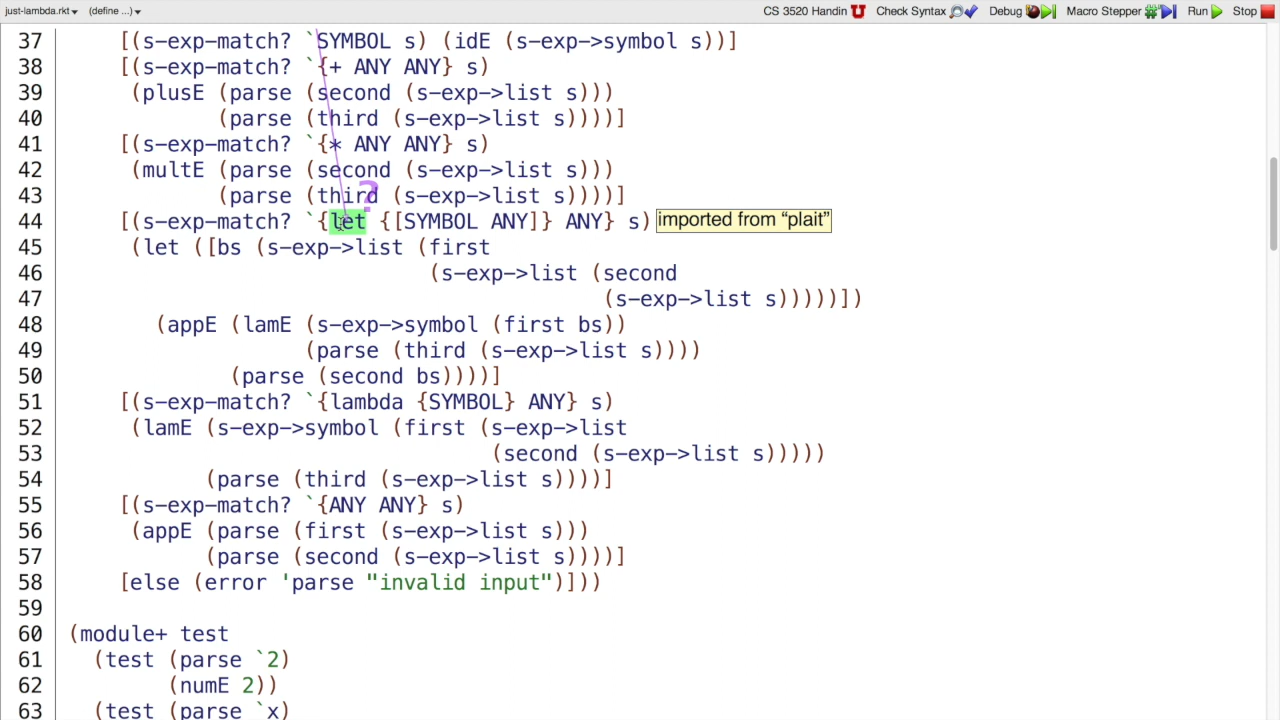 just-lambda.rkt▾ (define ...)▾ CS 3520 Handin Check Syntax Debug Macro Stepper Run Stop
37 [(s-exp-match? `SYMBOL s) (idE (s-exp->symbol s))]
38 [(s-exp-match? `{+ ANY ANY} s)
39 (plusE (parse (second (s-exp->list s)))
40 (parse (third (s-exp->list s))))]
41 [(s-exp-match? `{* ANY ANY} s)
42 (multE (parse (second (s-exp->list s)))
43 (parse (third (s-exp->list s))))]
?
44 [(s-exp-match? `{let {[SYMBOL ANY]} ANY} s) imported from “plait”
45 (let ([bs (s-exp->list (first
46 (s-exp->list (second
47 (s-exp->list s)))))])
48 (appE (lamE (s-exp->symbol (first bs))
49 (parse (third (s-exp->list s))))
50 (parse (second bs))))]
51 [(s-exp-match? `{lambda {SYMBOL} ANY} s)
52 (lamE (s-exp->symbol (first (s-exp->list
53 (second (s-exp->list s)))))
54 (parse (third (s-exp->list s))))]
55 [(s-exp-match? `{ANY ANY} s)
56 (appE (parse (first (s-exp->list s)))
57 (parse (second (s-exp->list s))))]
58 [else (error 'parse "invalid input")]))
59
60 (module+ test
61 (test (parse `2)
62 (numE 2))
63 (test (parse `x)